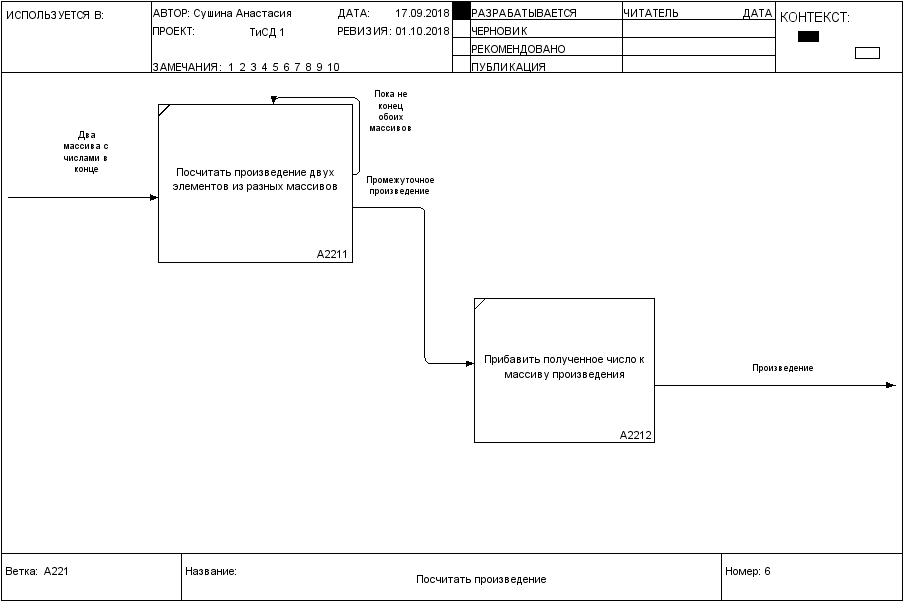 ИСПОЛЬЗУЕТСЯ В:
АВТОР: Сушина Анастасия
ДАТА: 17.09.2018
ПРОЕКТ: ТиСД 1
РЕВИЗИЯ: 01.10.2018
ЗАМЕЧАНИЯ: 1 2 3 4 5 6 7 8 9 10
РАЗРАБАТЫВАЕТСЯ
ЧЕРНОВИК
РЕКОМЕНДОВАНО
ПУБЛИКАЦИЯ
ЧИТАТЕЛЬ
ДАТА
КОНТЕКСТ:
Два
массива с
числами в
конце
Посчитать произведение двух
элементов из разных массивов
A2211
Пока не
конец
обоих
массивов
Промежуточное
произведение
Прибавить полученное число к
массиву произведения
A2212
Произведение
Ветка: A221
Название:
Посчитать произведение
Номер: 6